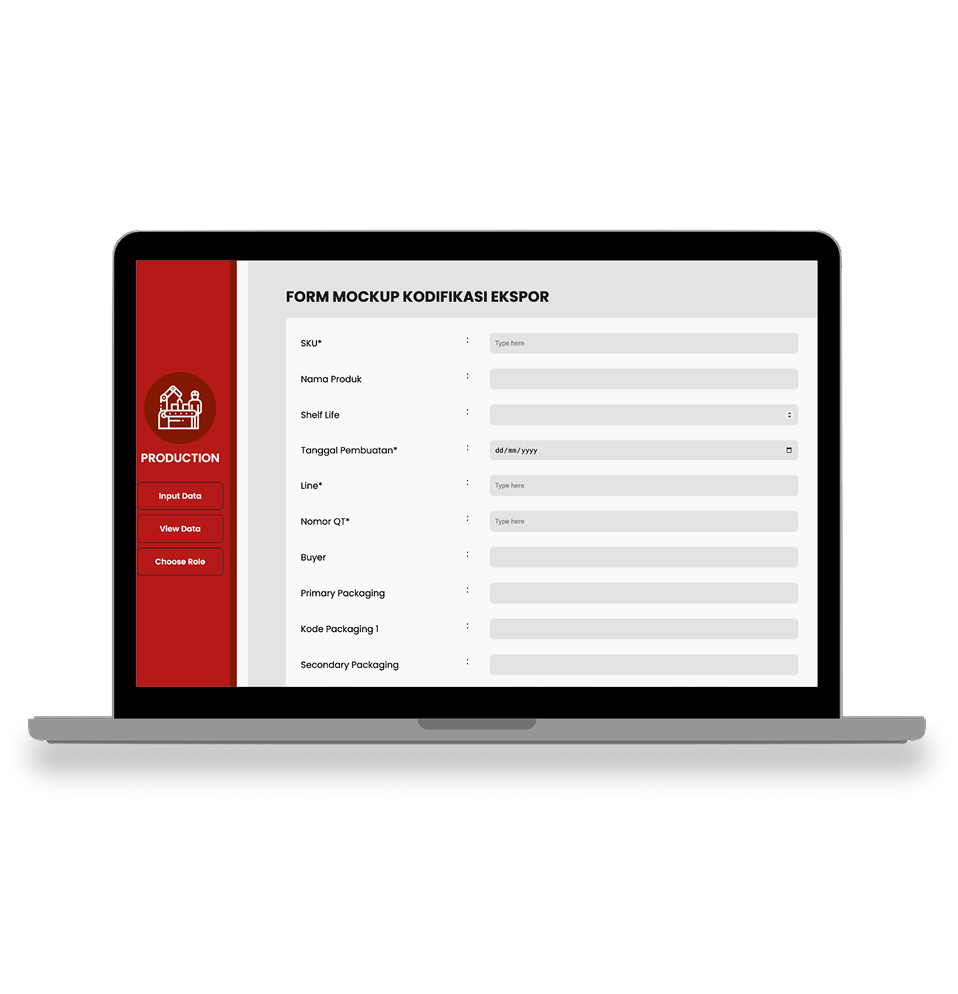 PRODUCTION
Input Data
View Data
Choose Role
FORM MOCKUP KODIFIKASI EKSPOR
SKU* : Type here
Nama Produk :
Shelf Life :
Tanggal Pembuatan* : dd/mm/yyyy
Line* : Type here
Nomor QT* : Type here
Buyer :
Primary Packaging :
Kode Packaging 1 :
Secondary Packaging :